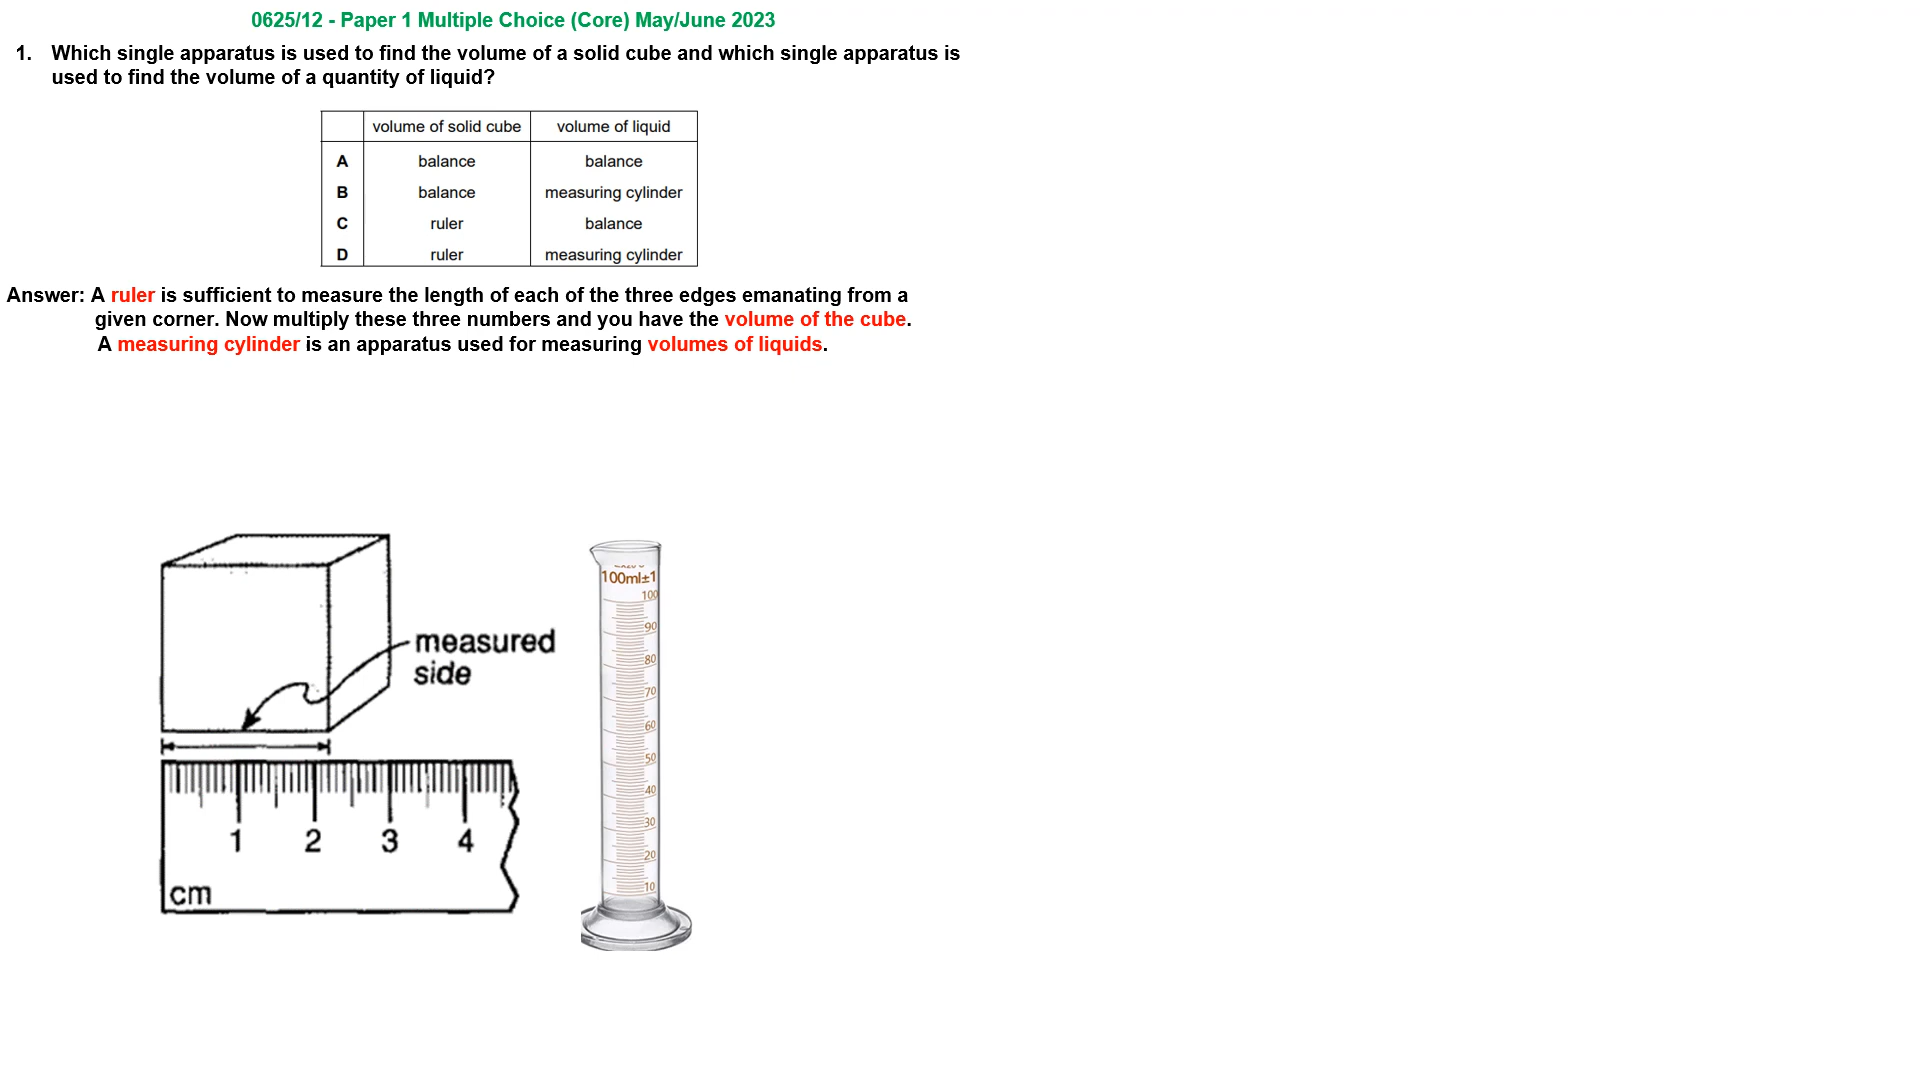 0625/12 - Paper 1 Multiple Choice (Core) May/June 2023
1. Which single apparatus is used to find the volume of a solid cube and which single apparatus is
used to find the volume of a quantity of liquid?
volume of solid cube volume of liquid
A balance balance
B balance measuring cylinder
C ruler balance
D ruler measuring cylinder
Answer: A ruler is sufficient to measure the length of each of the three edges emanating from a
given corner. Now multiply these three numbers and you have the volume of the cube.
A measuring cylinder is an apparatus used for measuring volumes of liquids.
measured
side
1 2 3 4
cm
100ml±1
100
90
80
70
60
50
40
30
20
10